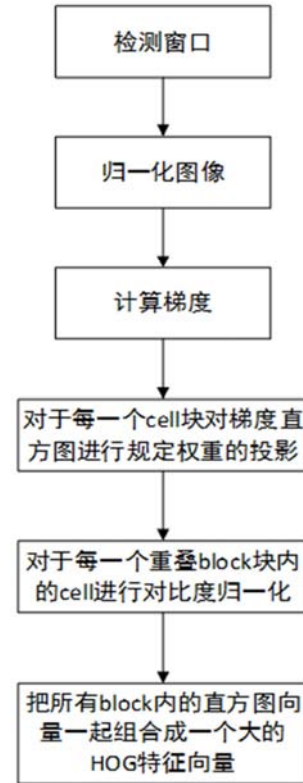 检测窗口
归一化图像
计算梯度
对于每一个cell块对梯度直
方图进行规定权重的投影
对于每一个重叠block块内
的cell进行对比度归一化
把所有block内的直方图向
量一起组合成一个大的
HOG特征向量